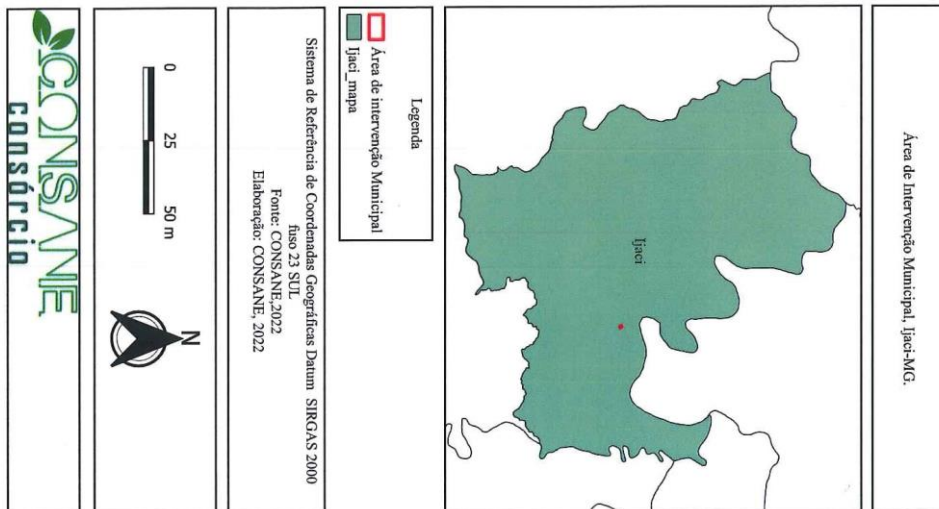 Área de Intervenção Municipal, Ijaci-MG.
Ijaci
Legenda
Área de intervenção Municipal
Ijaci_mapa
Sistema de Referência de Coordenadas Geográficas Datum SIRGAS 2000
fuso 23 SUL
Fonte: CONSANE,2022
Elaboração: CONSANE, 2022
0 25 50 m
N
CONSANE
consórcio